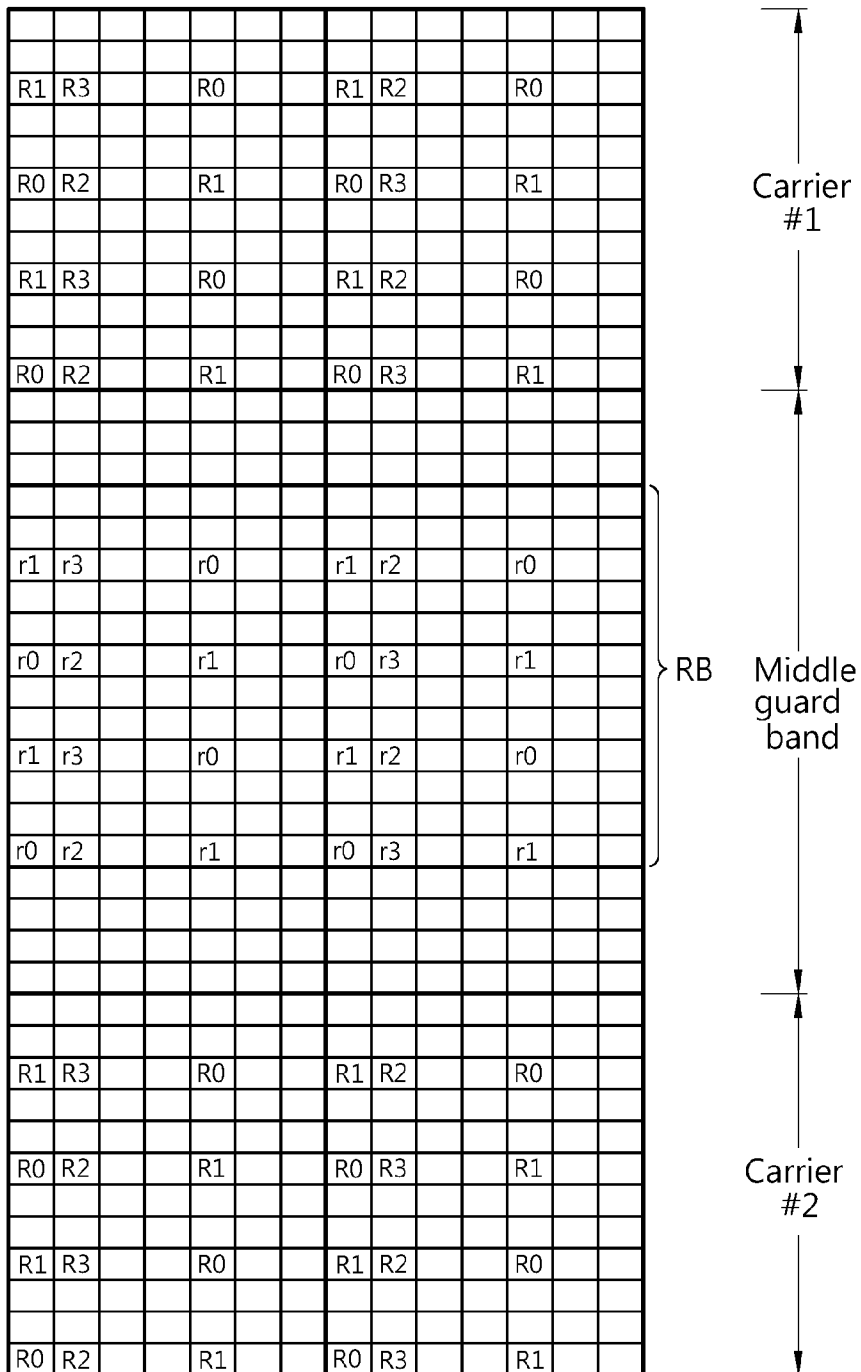 R1 R3 R0 R1 R2 R0
R0 R2 R1 R0 R3 R1
Carrier
#1
R1 R3 R0 R1 R2 R0
R0 R2 R1 R0 R3 R1
r1 r3 r0 r1 r2 r0
r0 r2 r1 r0 r3 r1
RB
Middle
guard
band
r1 r3 r0 r1 r2 r0
r0 r2 r1 r0 r3 r1
R1 R3 R0 R1 R2 R0
R0 R2 R1 R0 R3 R1
Carrier
#2
R1 R3 R0 R1 R2 R0
R0 R2 R1 R0 R3 R1